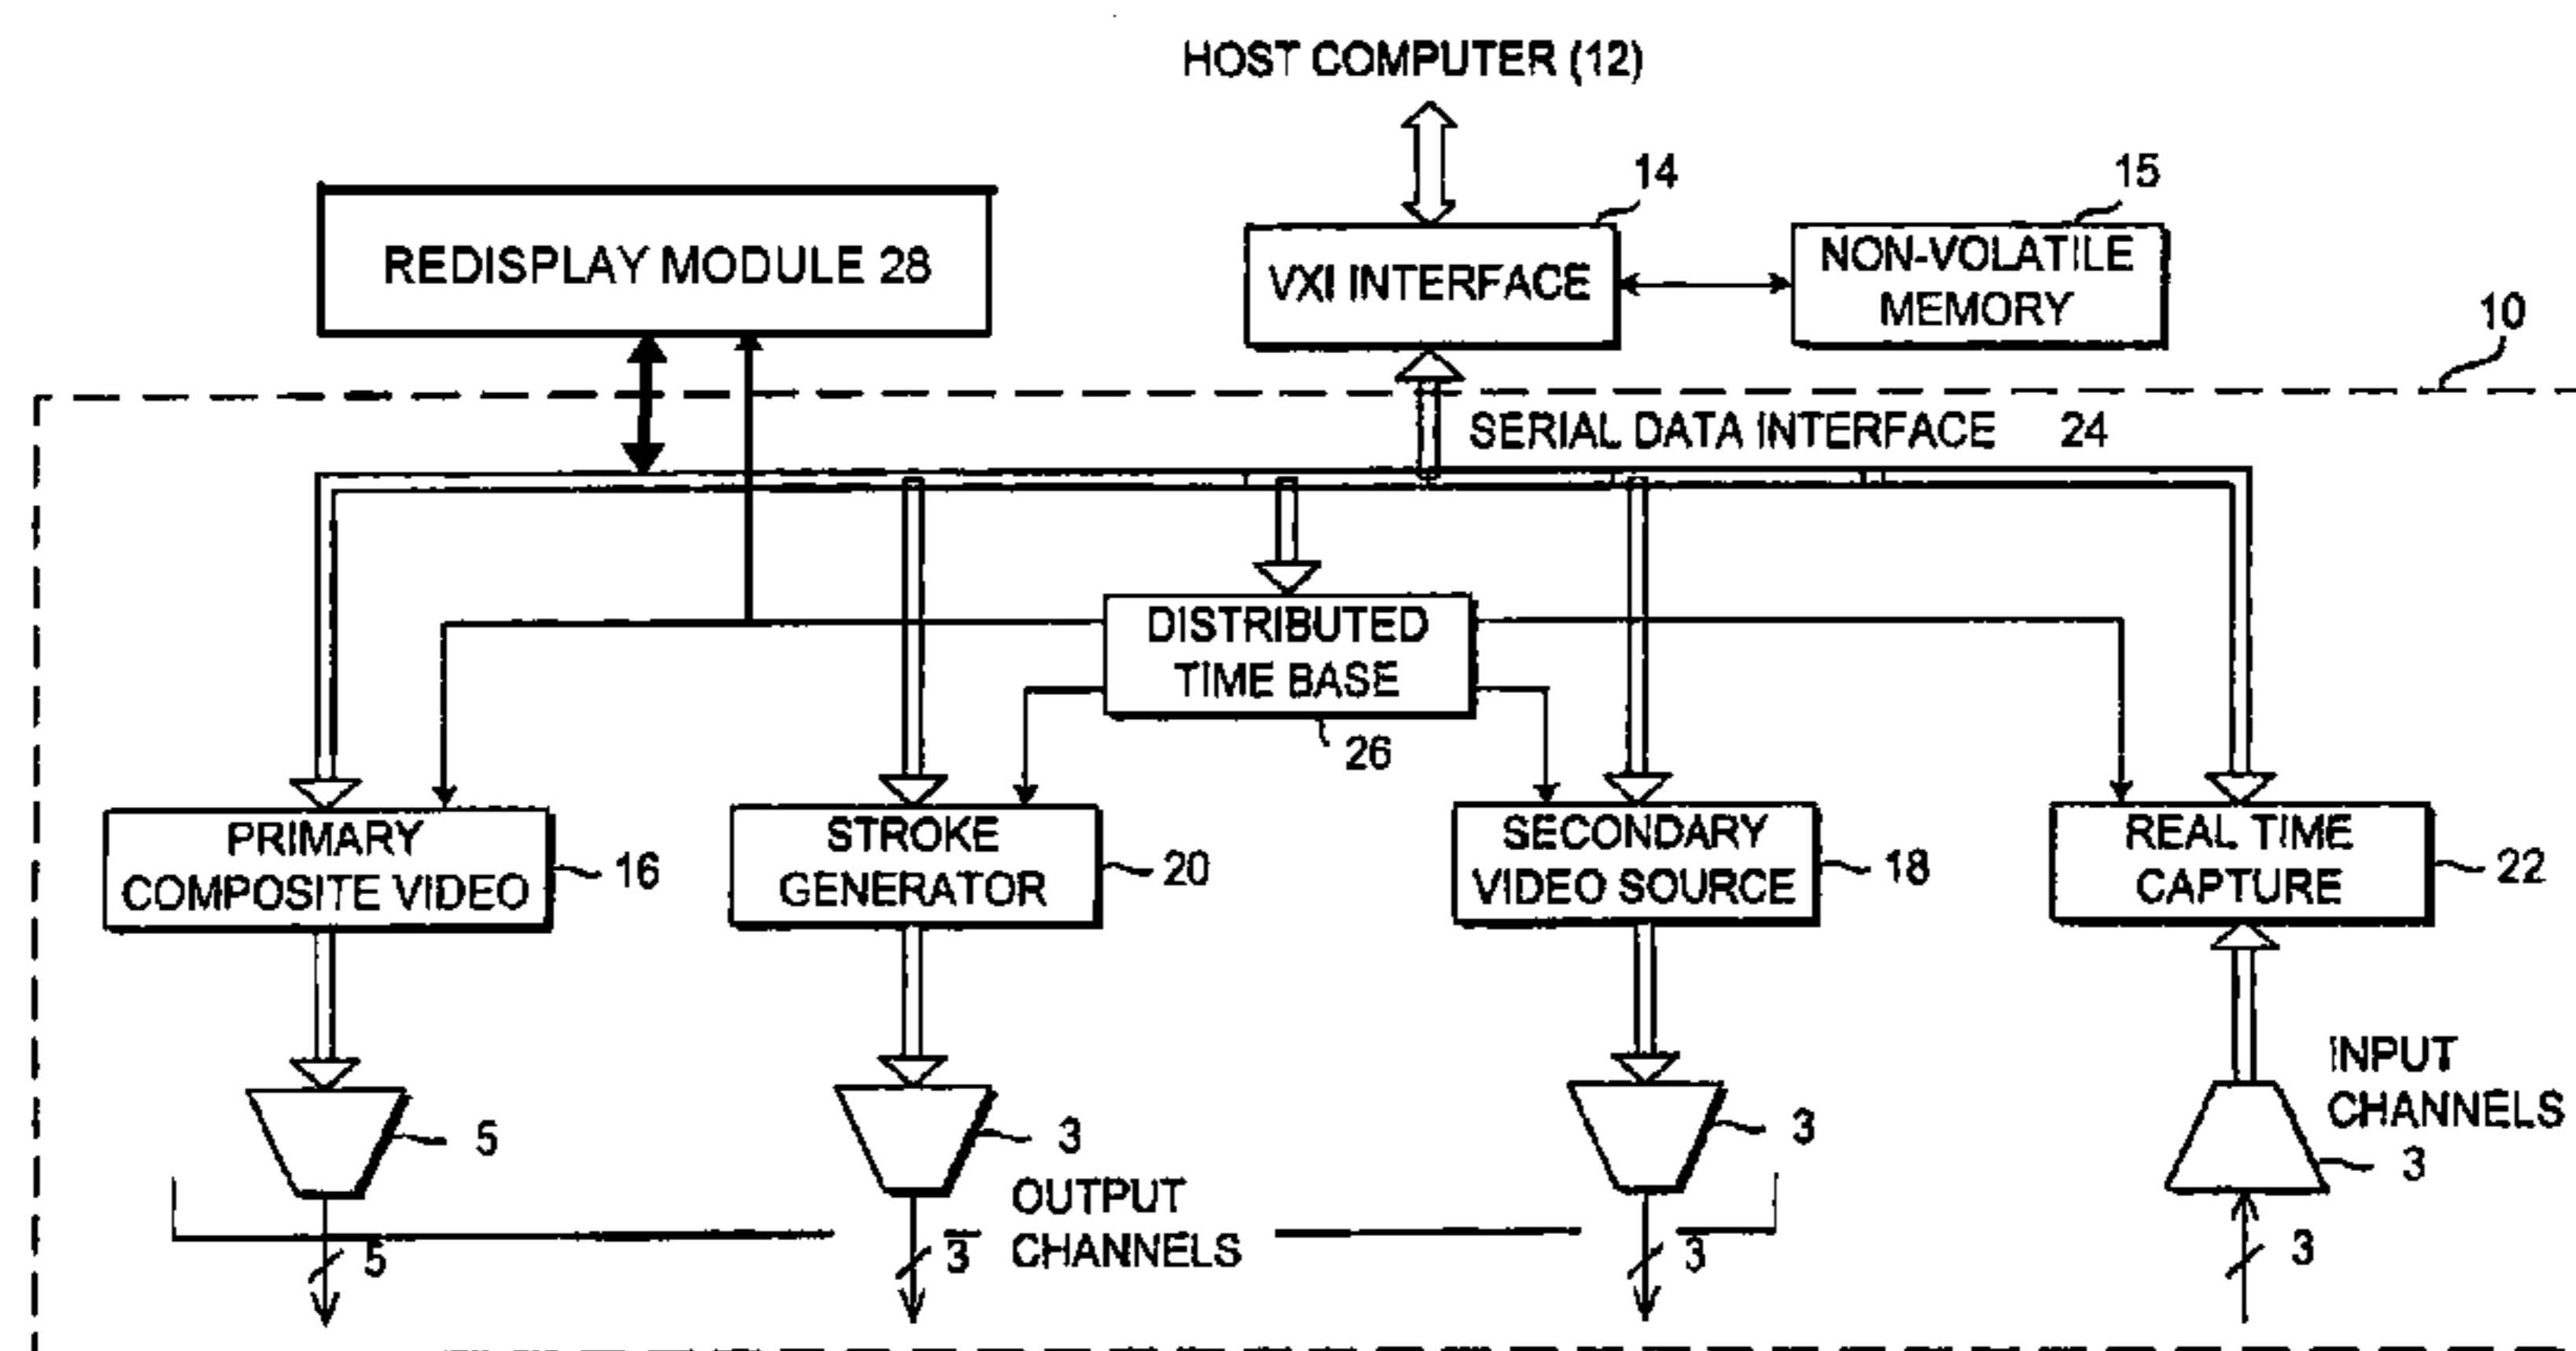 HOST COMPUTER (12)
14
15
REDISPLAY MODULE 28
VXI INTERFACE
NON-VOLATILE
MEMORY
10
SERIAL DATA INTERFACE 24
DISTRIBUTED
TIME BASE
26
PRIMARY
COMPOSITE VIDEO
16
STROKE
GENERATOR
20
SECONDARY
VIDEO SOURCE
18
REAL TIME
CAPTURE
22
5
3
3
INPUT
CHANNELS
3
OUTPUT
CHANNELS
5
3
3
3